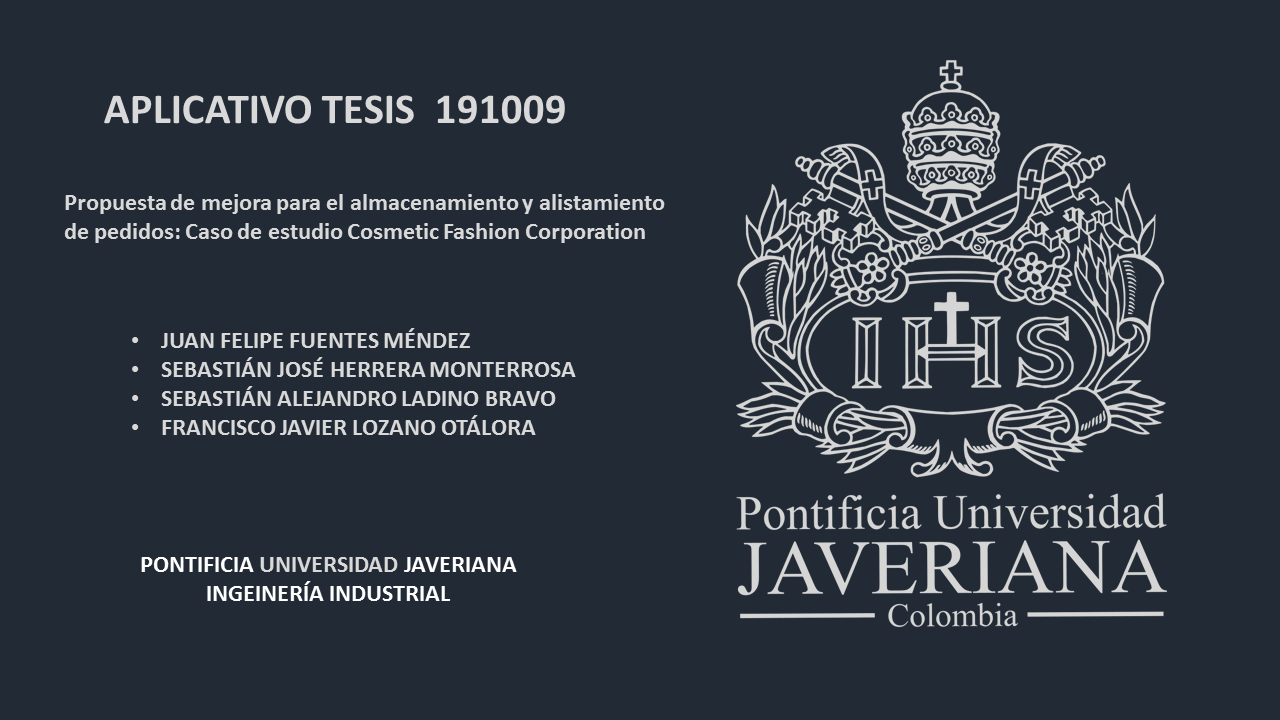 APLICATIVO TESIS 191009
Propuesta de mejora para el almacenamiento y alistamiento
de pedidos: Caso de estudio Cosmetic Fashion Corporation
• JUAN FELIPE FUENTES MÉNDEZ
• SEBASTIÁN JOSÉ HERRERA MONTERROSA
• SEBASTIÁN ALEJANDRO LADINO BRAVO
• FRANCISCO JAVIER LOZANO OTÁLORA
PONTIFICIA UNIVERSIDAD JAVERIANA
INGEINERÍA INDUSTRIAL
IHS
Pontificia Universidad
JAVERIANA
Colombia